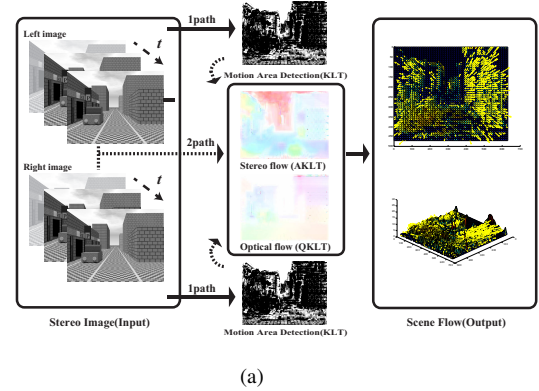 Left image
t
1path
Motion Area Detection(KLT)
2path
Stereo flow (AKLT)
Right image
t
Optical flow (QKLT)
1path
Motion Area Detection(KLT)
Stereo Image(Input)
Scene Flow(Output)
(a)